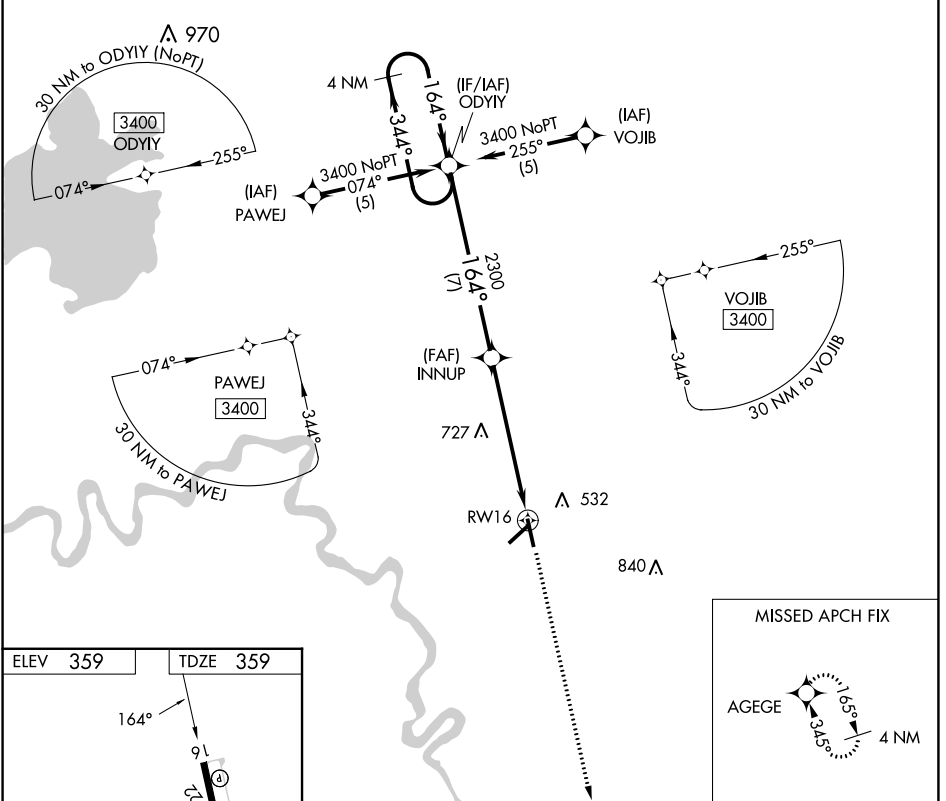 970
30 NM to ODYIY (NoPT)
3400
ODYIY
074°
255°
4 NM
344°
164°
(IF/IAF)
ODYIY
3400 NoPT
255°
(5)
(IAF)
VOJIB
3400 NoPT
074°
(5)
(IAF)
PAWEJ
2300
164°
(7)
255°
VOJIB
3400
344°
30 NM to VOJIB
(FAF)
INNUP
074°
PAWEJ
3400
344°
30 NM to PAWEJ
727
532
RW16
840
MISSED APCH FIX
AGEGE
165°
345°
4 NM
ELEV 359
TDZE 359
164°
16
P